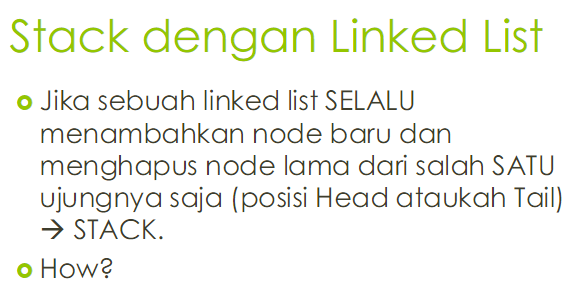 Stack dengan Linked List
Jika sebuah linked list SELALU
menambahkan node baru dan
menghapus node lama dari salah SATU
ujungnya saja (posisi Head ataukah Tail)
→ STACK.
How?